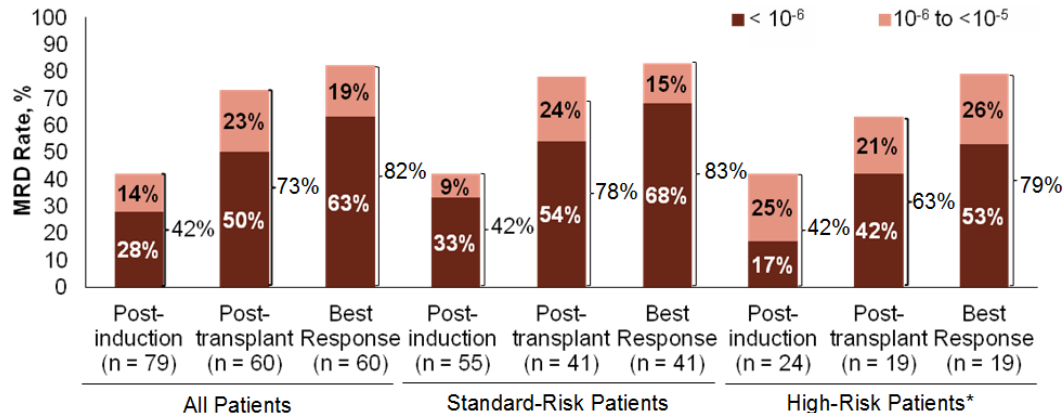 < 10⁻⁶
10⁻⁶ to <10⁻⁵
MRD Rate, %
100
90
80
70
60
50
40
30
20
10
0
14%
28%
42%
23%
50%
73%
19%
63%
82%
9%
33%
42%
24%
54%
78%
15%
68%
83%
25%
17%
42%
21%
42%
63%
26%
53%
79%
Post-
induction
(n = 79)
Post-
transplant
(n = 60)
Best
Response
(n = 60)
Post-
induction
(n = 55)
Post-
transplant
(n = 41)
Best
Response
(n = 41)
Post-
induction
(n = 24)
Post-
transplant
(n = 19)
Best
Response
(n = 19)
All Patients
Standard-Risk Patients
High-Risk Patients*